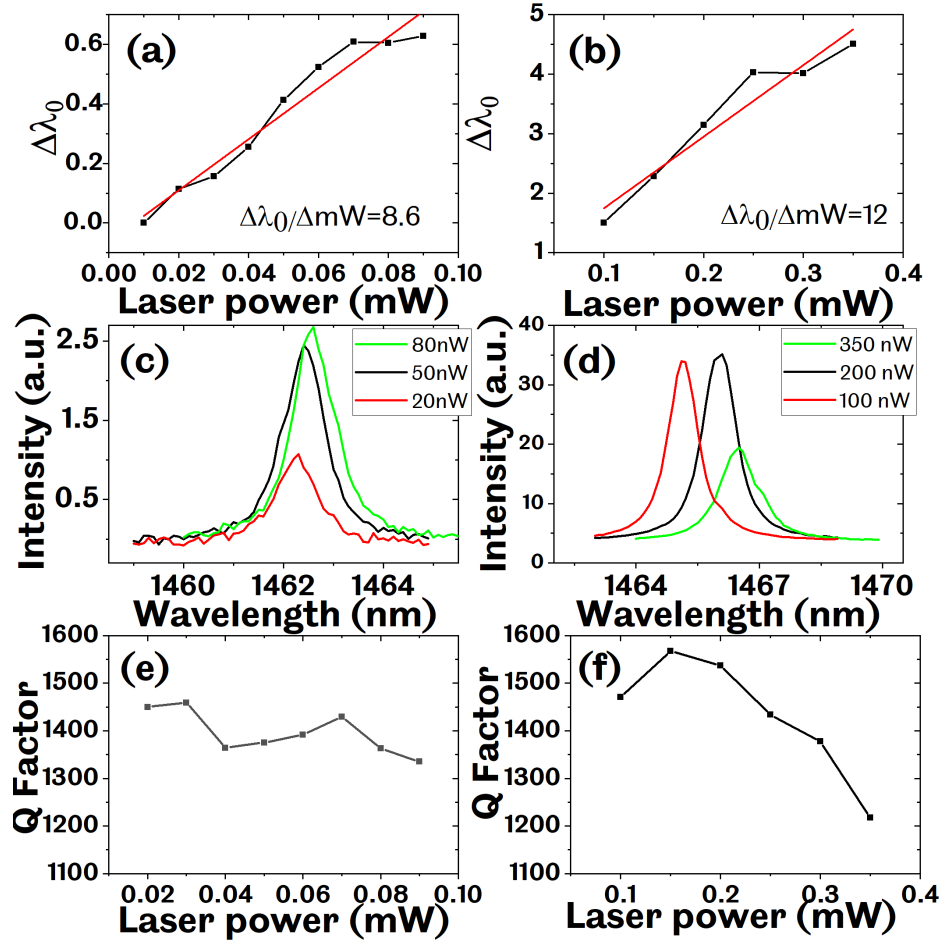 (a)
Δλ0
0.6
0.4
0.2
0.0
Δλ0/ΔmW=8.6
0.00 0.02 0.04 0.06 0.08 0.10
Laser power (mW)
(b)
Δλ0
5
4
3
2
1
Δλ0/ΔmW=12
0.1 0.2 0.3 0.4
Laser power (mW)
(c)
Intensity (a.u.)
2.5
1.5
0.5
80nW
50nW
20nW
1460 1462 1464
Wavelength (nm)
(d)
Intensity (a.u.)
40
30
20
10
0
350 nW
200 nW
100 nW
1464 1467 1470
Wavelength (nm)
(e)
Q Factor
1600
1500
1400
1300
1200
1100
0.02 0.04 0.06 0.08 0.10
Laser power (mW)
(f)
Q Factor
1600
1500
1400
1300
1200
1100
0.1 0.2 0.3 0.4
Laser power (mW)